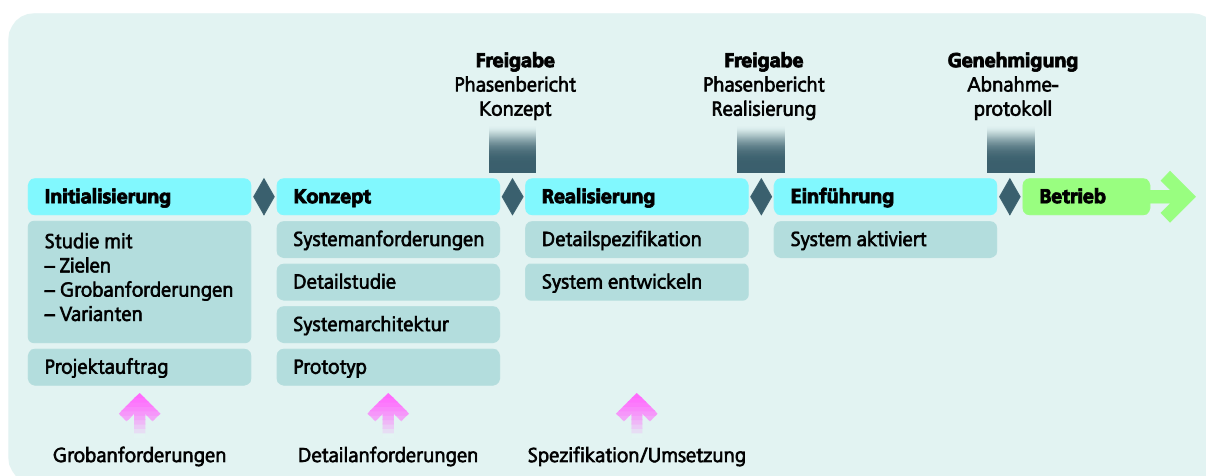 Freigabe
Phasenbericht
Konzept
Freigabe
Phasenbericht
Realisierung
Genehmigung
Abnahme-
protokoll
Initialisierung
Konzept
Realisierung
Einführung
Betrieb
Studie mit
– Zielen
– Grobanforderungen
– Varianten
Projektauftrag
Systemanforderungen
Detailstudie
Systemarchitektur
Prototyp
Detailspezifikation
System entwickeln
System aktiviert
Grobanforderungen
Detailanforderungen
Spezifikation/Umsetzung